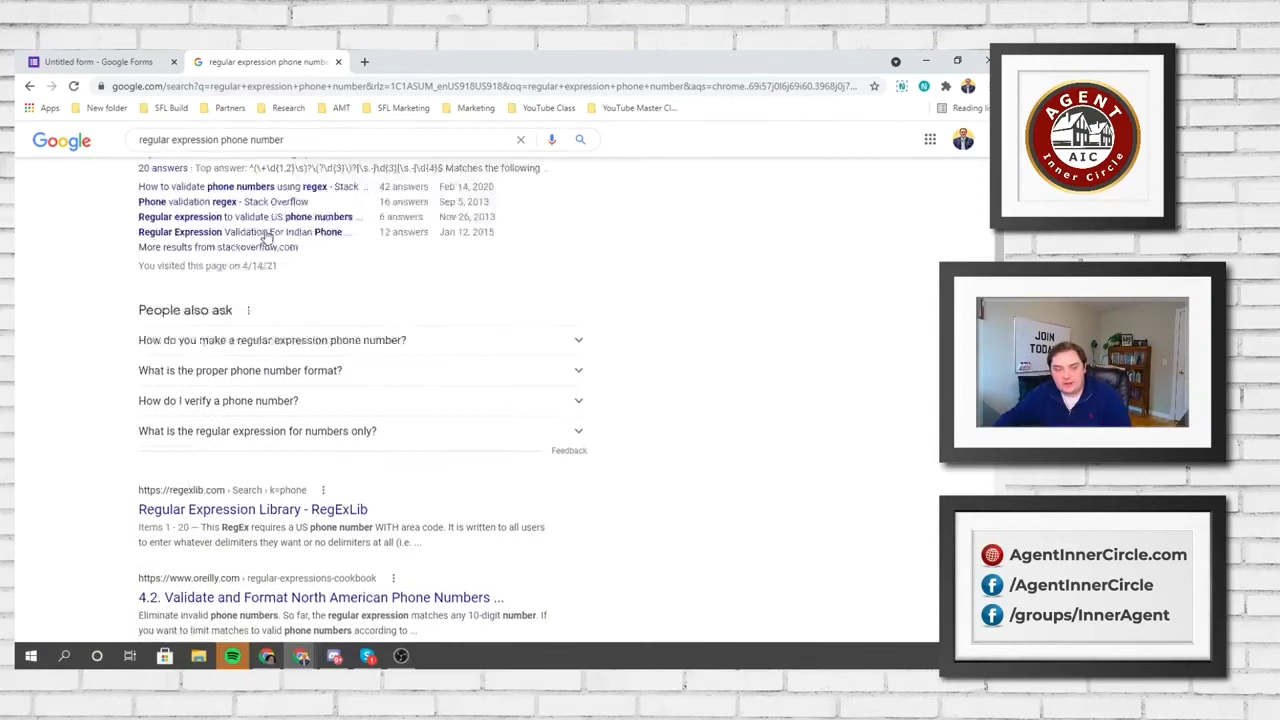 Untitled form - Google Forms
regular expression phone numbe
google.com/search?q=regular+expression+phone+number&rlz=1C1ASUM_enUS918US918&oq=regular+expression+phone+number&aqs=chrome..69i57j0l6j69i60.3968j0j7...
Apps New folder SFL Build Partners Research AMT SFL Marketing Marketing YouTube Class YouTube Master Cl... Reading li
Google
regular expression phone number
20 answers · Top answer: Matches the following
How to validate phone numbers using regex - Stack .. 42 answers Feb 14, 2020
Phone validation regex - Stack Overflow 16 answers Sep 5, 2013
Regular expression to validate US phone numbers ... 6 answers Nov 26, 2013
Regular Expression Validation For Indian Phone ... 12 answers Jan 12, 2015
More results from stackoverflow.com
You visited this page on 4/14/21
People also ask
How do you make a regular expression phone number?
What is the proper phone number format?
How do I verify a phone number?
What is the regular expression for numbers only?
Feedback
https://regexlib.com › Search › k=phone
Regular Expression Library - RegExLib
Items 1 - 20 — This RegEx requires a US phone number WITH area code. It is written to all users
to enter whatever delimiters they want or no delimiters at all (i.e. ...
https://www.oreilly.com › regular-expressions-cookbook
4.2. Validate and Format North American Phone Numbers ...
Eliminate invalid phone numbers. So far, the regular expression matches any 10-digit number. If
you want to limit matches to valid phone numbers according to ...
AGENT
AIC
Inner Circle
JOIN
TODA
AgentInnerCircle.com
/AgentInnerCircle
/groups/InnerAgent